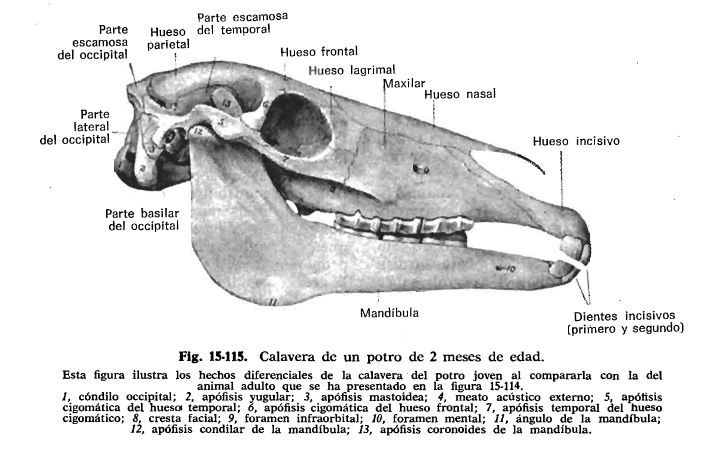 Parte escamosa
del temporal
Parte
escamosa
del occipital
Hueso
parietal
Hueso frontal
Hueso lagrimal
Maxilar
Hueso nasal
Parte
lateral
del occipital
Hueso incisivo
Parte basilar
del occipital
Mandíbula
Dientes incisivos
(primero y segundo)
1
2
3
4
5
6
7
8
9
10
11
12
13
Fig. 15-115. Calavera de un potro de 2 meses de edad.
Esta figura ilustra los hechos diferenciales de la calavera del potro joven al compararla con la del
animal adulto que se ha presentado en la figura 15-114.
1, cóndilo occipital; 2, apófisis yugular; 3, apófisis mastoidea; 4, meato acústico externo; 5, apófisis
cigomática del hueso temporal; 6, apófisis cigomática del hueso frontal; 7, apófisis temporal del hueso
cigomático; 8, cresta facial; 9, foramen infraorbital; 10, foramen mental; 11, ángulo de la mandíbula;
12, apófisis condilar de la mandíbula; 13, apófisis coronoides de la mandíbula.